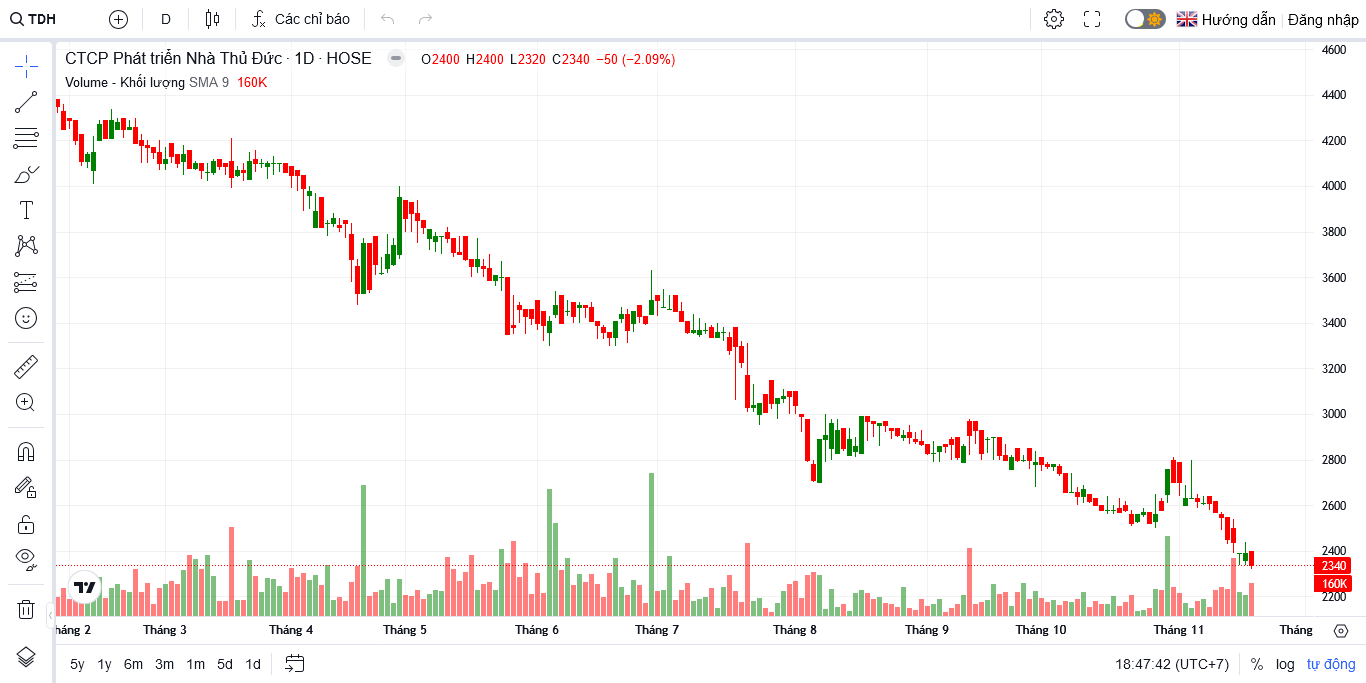 TDH D Các chỉ báo Hướng dẫn Đăng nhập
CTCP Phát triển Nhà Thủ Đức · 1D · HOSE O2400 H2400 L2320 C2340 −50 (−2.09%)
Volume - Khối lượng SMA 9 160K
4600
4400
4200
4000
3800
3600
3400
3200
3000
2800
2600
2400
2340
160K
2200
háng 2 Tháng 3 Tháng 4 Tháng 5 Tháng 6 Tháng 7 Tháng 8 Tháng 9 Tháng 10 Tháng 11 Tháng
5y 1y 6m 3m 1m 5d 1d 18:47:42 (UTC+7) % log tự động